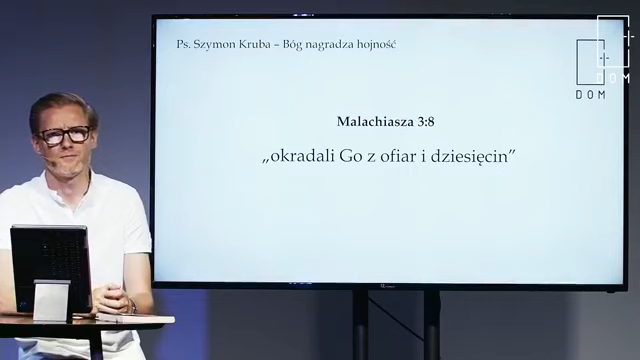 Ps. Szymon Kruba – Bóg nagradza hojność
DOM
DOM
Malachiasza 3:8
„okradali Go z ofiar i dziesięcin”